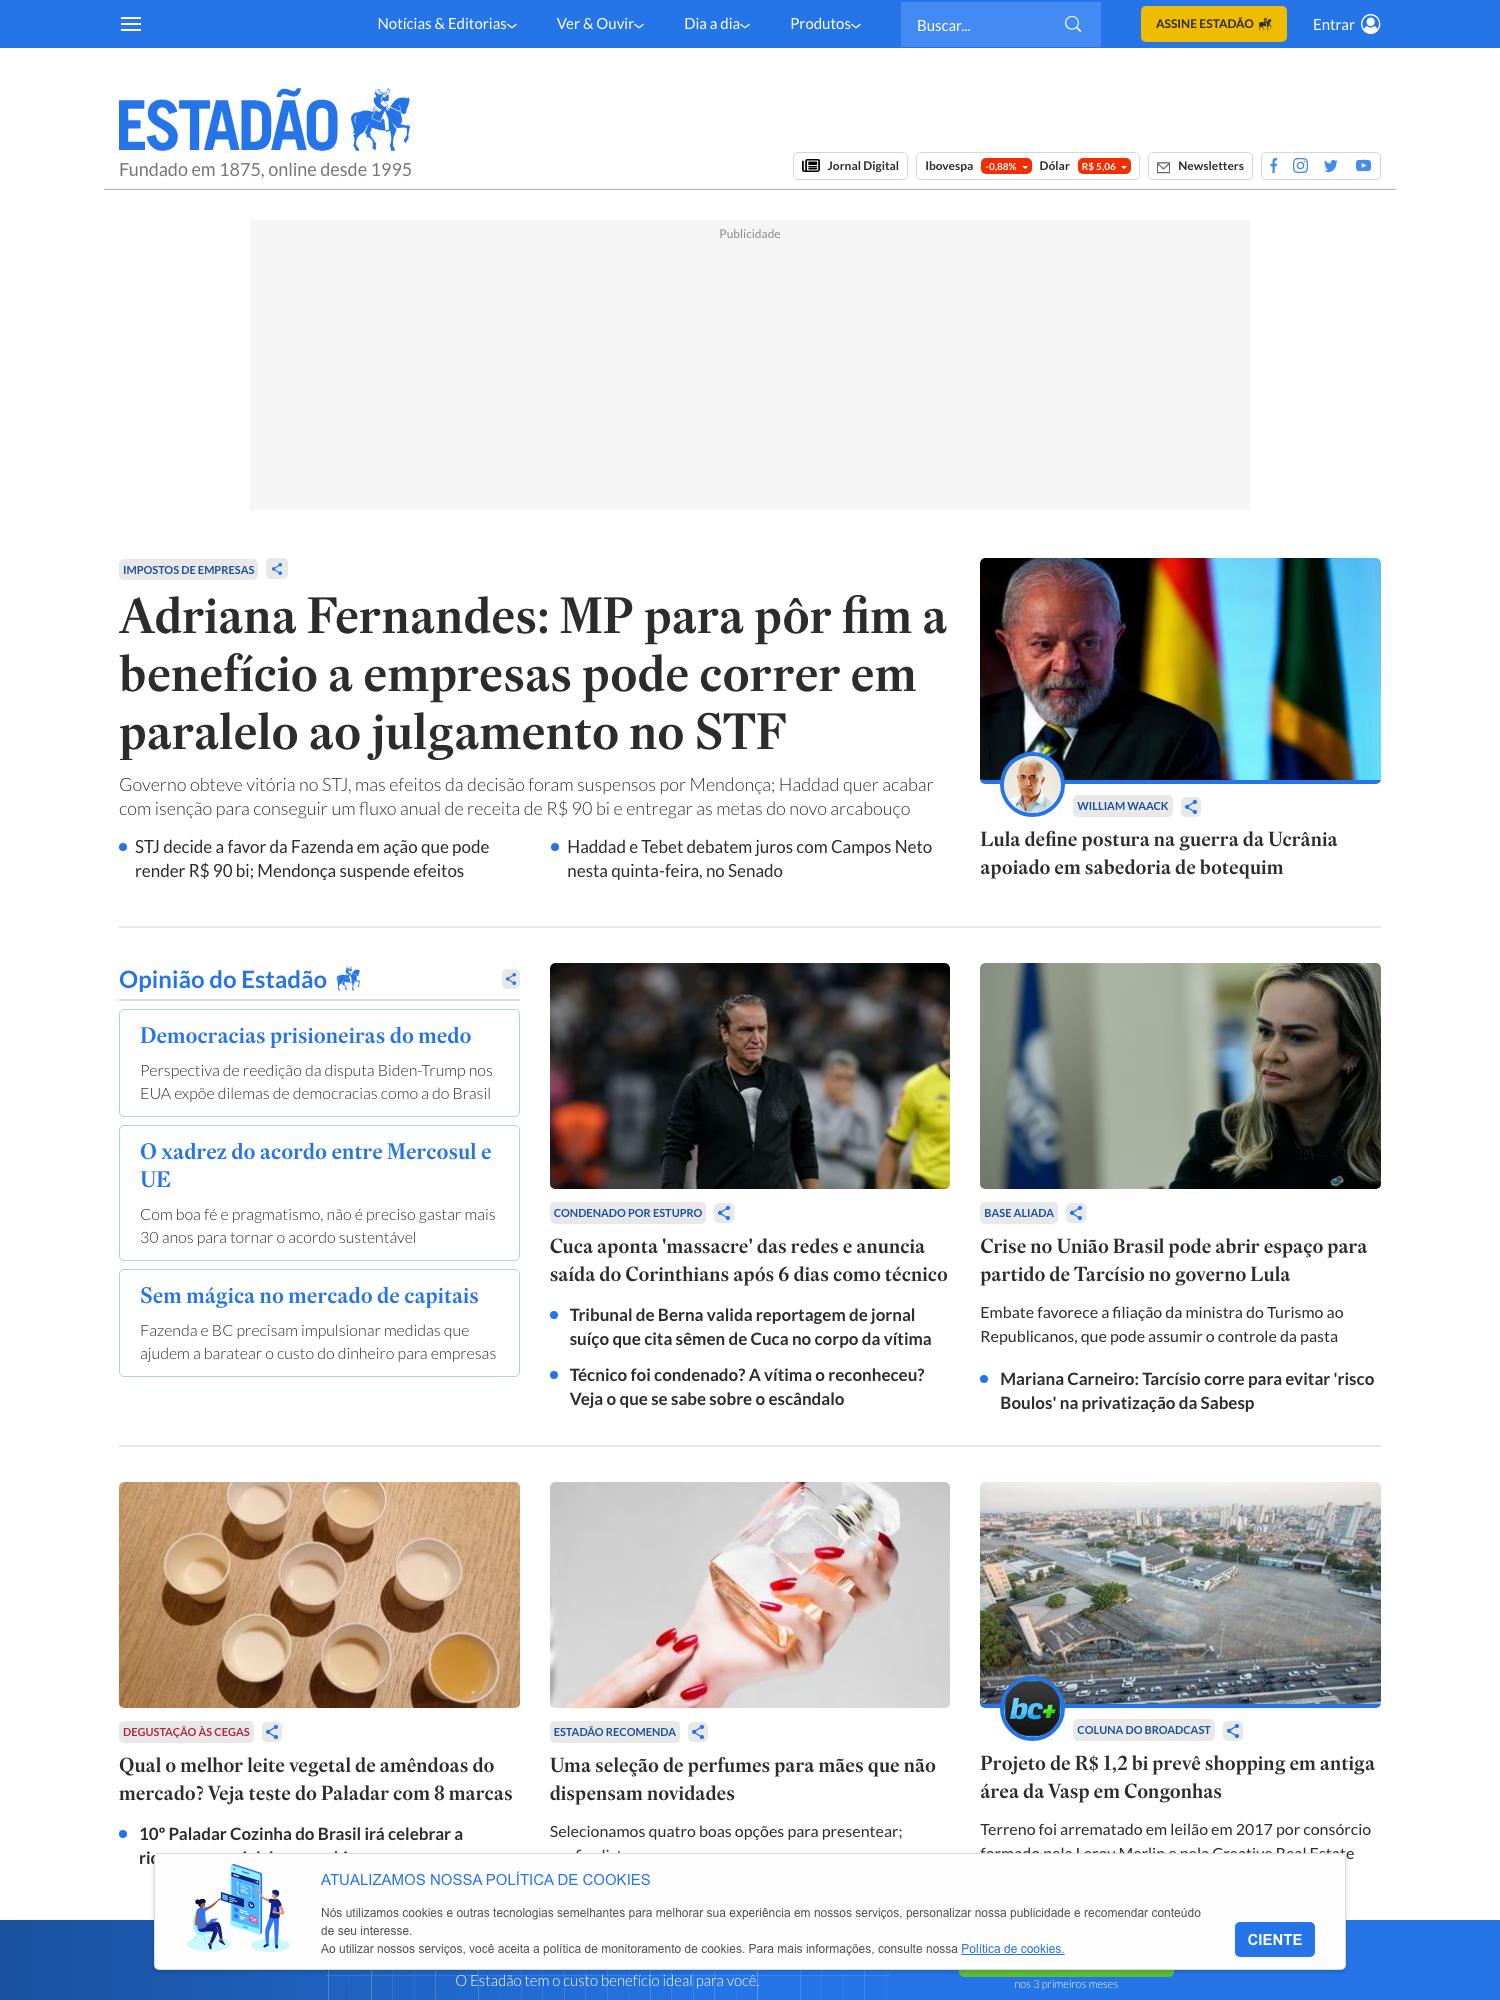 Notícias & Editorias
Ver & Ouvir
Dia a dia
Produtos
Buscar...
ASSINE ESTADÃO
Entrar
ESTADÃO
Fundado em 1875, online desde 1995
Jornal Digital
Ibovespa -0,88% Dólar R$ 5,06
Newsletters
Publicidade
IMPOSTOS DE EMPRESAS
Adriana Fernandes: MP para pôr fim a
benefício a empresas pode correr em
paralelo ao julgamento no STF
Governo obteve vitória no STJ, mas efeitos da decisão foram suspensos por Mendonça; Haddad quer acabar
com isenção para conseguir um fluxo anual de receita de R$ 90 bi e entregar as metas do novo arcabouço
STJ decide a favor da Fazenda em ação que pode
render R$ 90 bi; Mendonça suspende efeitos
Haddad e Tebet debatem juros com Campos Neto
nesta quinta-feira, no Senado
WILLIAM WAACK
Lula define postura na guerra da Ucrânia
apoiado em sabedoria de botequim
Opinião do Estadão
Democracias prisioneiras do medo
Perspectiva de reedição da disputa Biden-Trump nos
EUA expõe dilemas de democracias como a do Brasil
O xadrez do acordo entre Mercosul e
UE
Com boa fé e pragmatismo, não é preciso gastar mais
30 anos para tornar o acordo sustentável
Sem mágica no mercado de capitais
Fazenda e BC precisam impulsionar medidas que
ajudem a baratear o custo do dinheiro para empresas
CONDENADO POR ESTUPRO
Cuca aponta 'massacre' das redes e anuncia
saída do Corinthians após 6 dias como técnico
Tribunal de Berna valida reportagem de jornal
suíço que cita sêmen de Cuca no corpo da vítima
Técnico foi condenado? A vítima o reconheceu?
Veja o que se sabe sobre o escândalo
BASE ALIADA
Crise no União Brasil pode abrir espaço para
partido de Tarcísio no governo Lula
Embate favorece a filiação da ministra do Turismo ao
Republicanos, que pode assumir o controle da pasta
Mariana Carneiro: Tarcísio corre para evitar 'risco
Boulos' na privatização da Sabesp
DEGUSTAÇÃO ÀS CEGAS
Qual o melhor leite vegetal de amêndoas do
mercado? Veja teste do Paladar com 8 marcas
10º Paladar Cozinha do Brasil irá celebrar a
ESTADÃO RECOMENDA
Uma seleção de perfumes para mães que não
dispensam novidades
Selecionamos quatro boas opções para presentear;
bc+
COLUNA DO BROADCAST
Projeto de R$ 1,2 bi prevê shopping em antiga
área da Vasp em Congonhas
Terreno foi arrematado em leilão em 2017 por consórcio
formado pela Leroy Merlin e pela Creative Real Estate
ATUALIZAMOS NOSSA POLÍTICA DE COOKIES
Nós utilizamos cookies e outras tecnologias semelhantes para melhorar sua experiência em nossos serviços, personalizar nossa publicidade e recomendar conteúdo
de seu interesse.
Ao utilizar nossos serviços, você aceita a política de monitoramento de cookies. Para mais informações, consulte nossa Política de cookies.
CIENTE
O Estadão tem o custo benefício ideal para você.
nos 3 primeiros meses